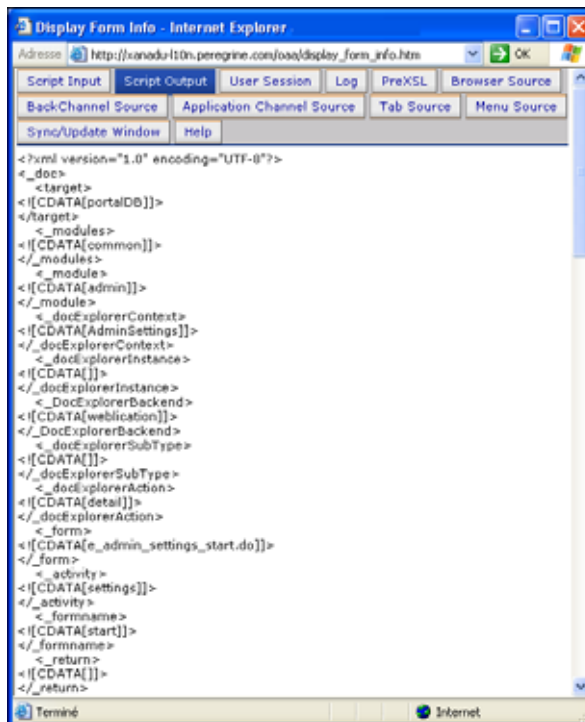 Display Form Info - Internet Explorer
Adresse http://xanadu-l10n.peregrine.com/oaa/display_form_info.htm OK
Script Input Script Output User Session Log PreXSL Browser Source
BackChannel Source Application Channel Source Tab Source Menu Source
Sync/Update Window Help
<?xml version="1.0" encoding="UTF-8"?>
<_doc>
<target>
<![CDATA[portalDB]]>
</target>
<_modules>
<![CDATA[common]]>
</_modules>
<_module>
<![CDATA[admin]]>
</_module>
<_docExplorerContext>
<![CDATA[AdminSettings]]>
</_docExplorerContext>
<_docExplorerInstance>
<![CDATA[]]>
</_docExplorerInstance>
<_DocExplorerBackend>
<![CDATA[weblication]]>
</_DocExplorerBackend>
<_docExplorerSubType>
<![CDATA[]]>
</_docExplorerSubType>
<_docExplorerAction>
<![CDATA[detail]]>
</_docExplorerAction>
<_form>
<![CDATA[e_admin_settings_start.do]]>
</_form>
<_activity>
<![CDATA[settings]]>
</_activity>
<_formname>
<![CDATA[start]]>
</_formname>
<_return>
<![CDATA[]]>
</_return>
Terminé Internet